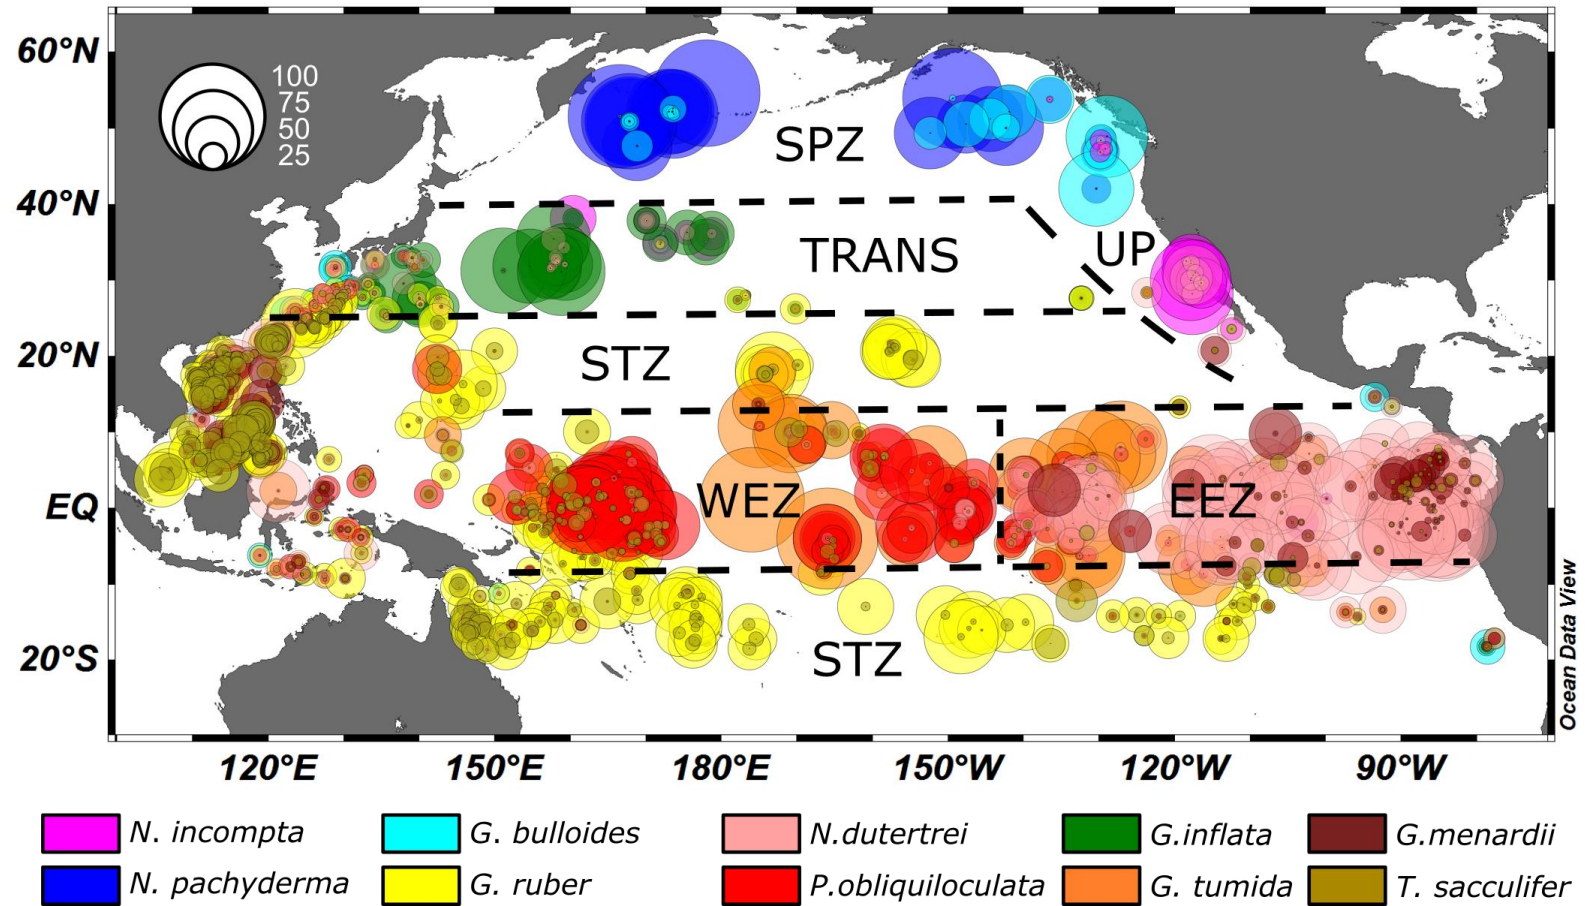 60°N
40°N
20°N
EQ
20°S
100
75
50
25
SPZ
TRANS
UP
STZ
WEZ
EEZ
STZ
Ocean Data View
120°E 150°E 180°E 150°W 120°W 90°W
N. incompta G. bulloides N.dutertrei G.inflata G.menardii
N. pachyderma G. ruber P.obliquiloculata G. tumida T. sacculifer